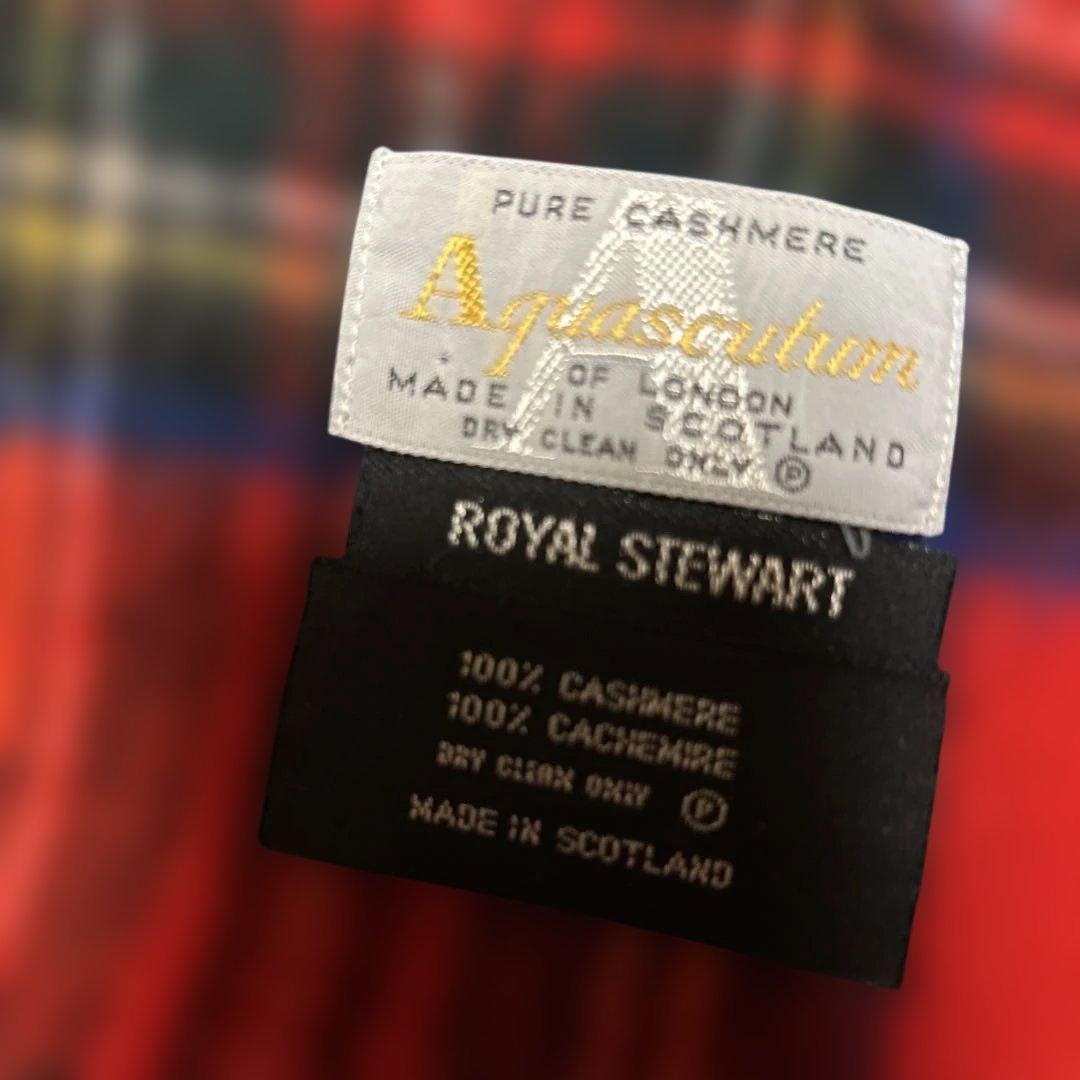 PURE CASHMERE
Aquascutum
OF LONDON
MADE IN SCOTLAND
DRY CLEAN ONLY Ⓟ
ROYAL STEWART
100% CASHMERE
100% CACHEMIRE
DRY CLEAN ONLY Ⓟ
MADE IN SCOTLAND